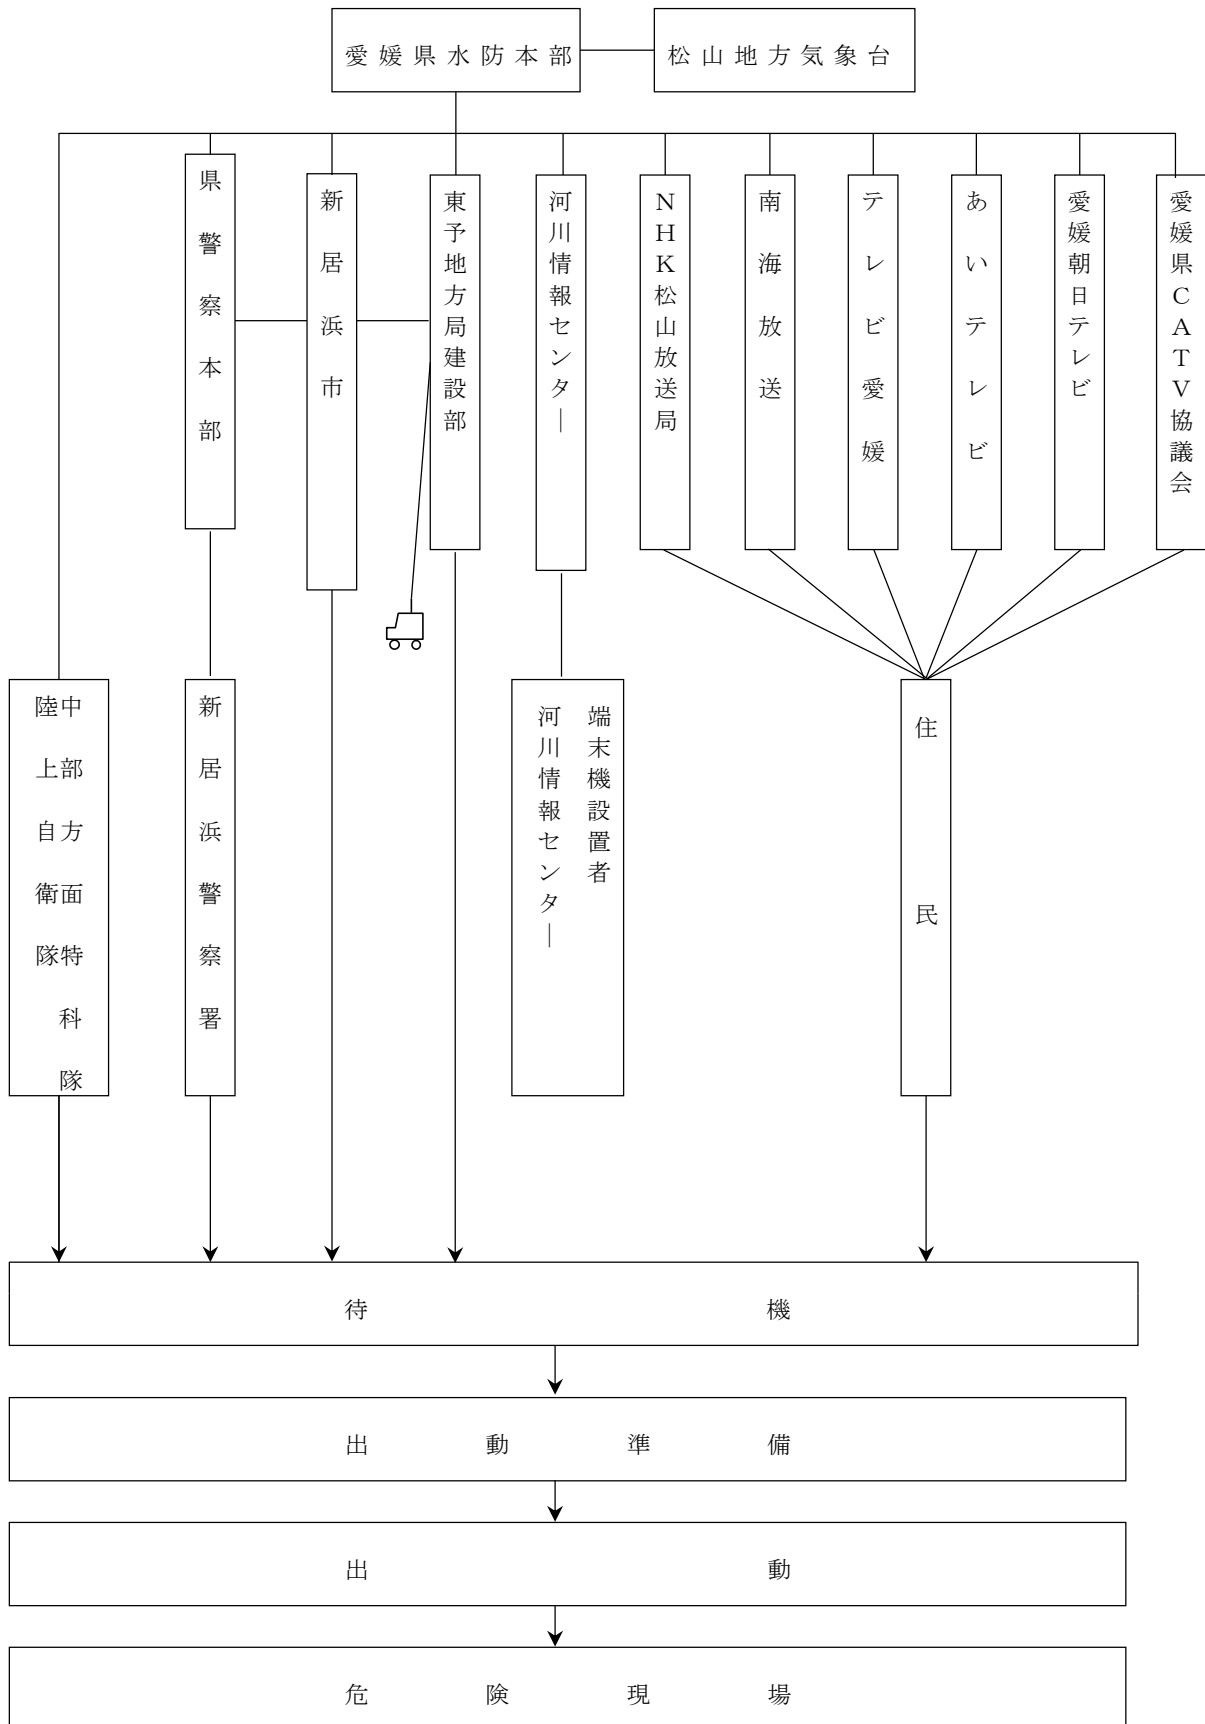 愛媛県水防本部
松山地方気象台
県警察本部
新居浜市
東予地方局建設部
河川情報センター
NHK松山放送局
南海放送
テレビ愛媛
あいテレビ
愛媛朝日テレビ
愛媛県CATV協議会
陸上自衛隊
中部方面特科隊
新居浜警察署
河川情報センター
端末機設置者
住民
待機
出動準備
出動
危険現場